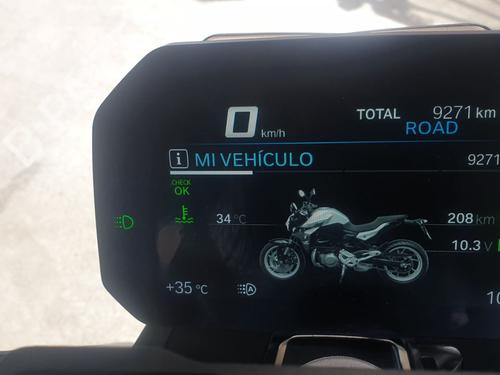 0 km/h
TOTAL 9271 km
ROAD
i MI VEHÍCULO 9271
CHECK
OK
34 °C 208 km
10.3 V
+35 °C A